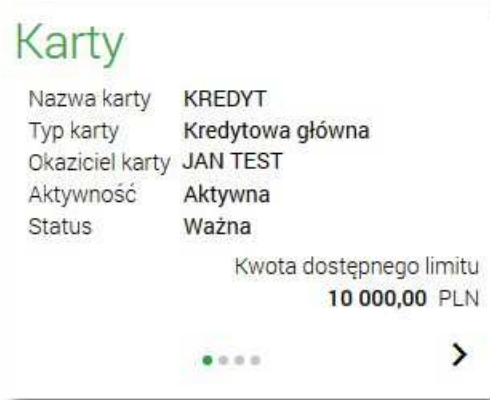 Karty
Nazwa karty KREDYT
Typ karty Kredytowa główna
Okaziciel karty JAN TEST
Aktywność Aktywna
Status Ważna
Kwota dostępnego limitu
10 000,00 PLN